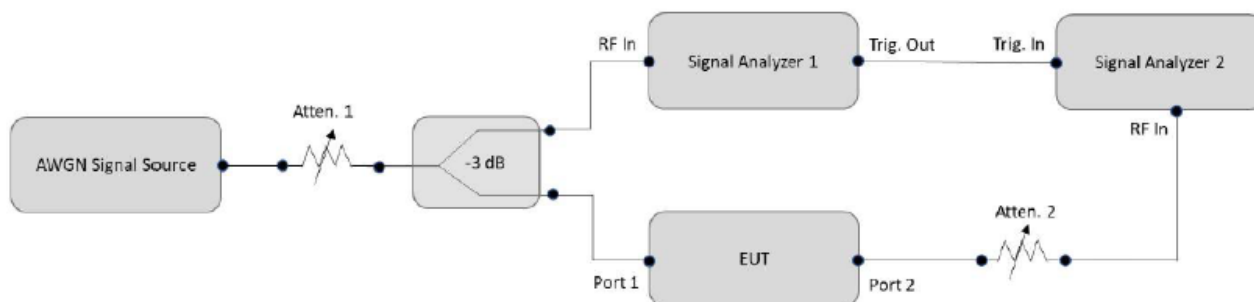 RF In
Signal Analyzer 1
Trig. Out
Trig. In
Signal Analyzer 2
RF In
Atten. 1
AWGN Signal Source
-3 dB
Atten. 2
EUT
Port 1
Port 2